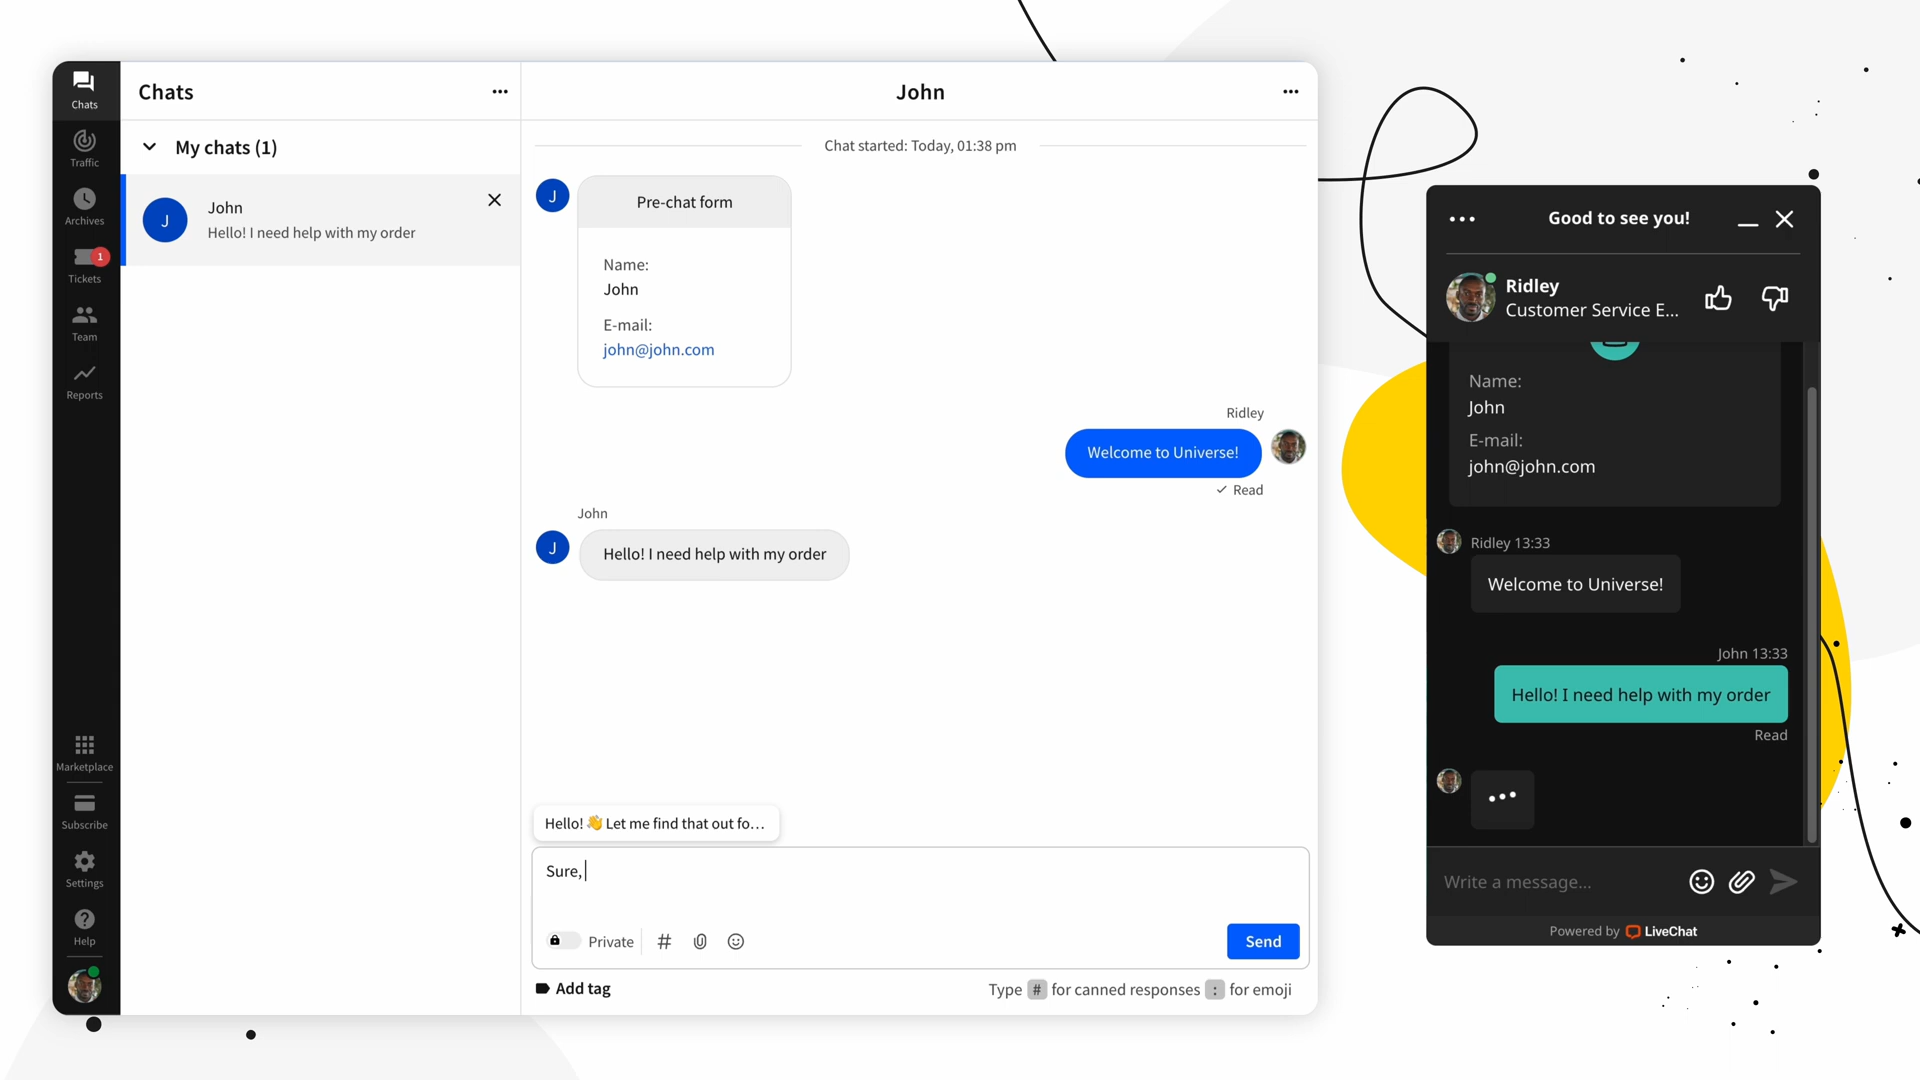 Chats
Traffic
Archives
1
Tickets
Team
Reports
Marketplace
Subscribe
Settings
? Help
Chats
My chats (1)
J
John
Hello! I need help with my order
John
Chat started: Today, 01:38 pm
J
Pre-chat form
Name:
John
E-mail:
john@john.com
Ridley
Welcome to Universe!
Read
John
J
Hello! I need help with my order
Hello! 👋 Let me find that out fo...
Sure,
Private
#
Send
Add tag
Type # for canned responses : for emoji
Good to see you!
Ridley
Customer Service E...
Name:
John
E-mail:
john@john.com
Ridley 13:33
Welcome to Universe!
John 13:33
Hello! I need help with my order
Read
Write a message...
Powered by LiveChat